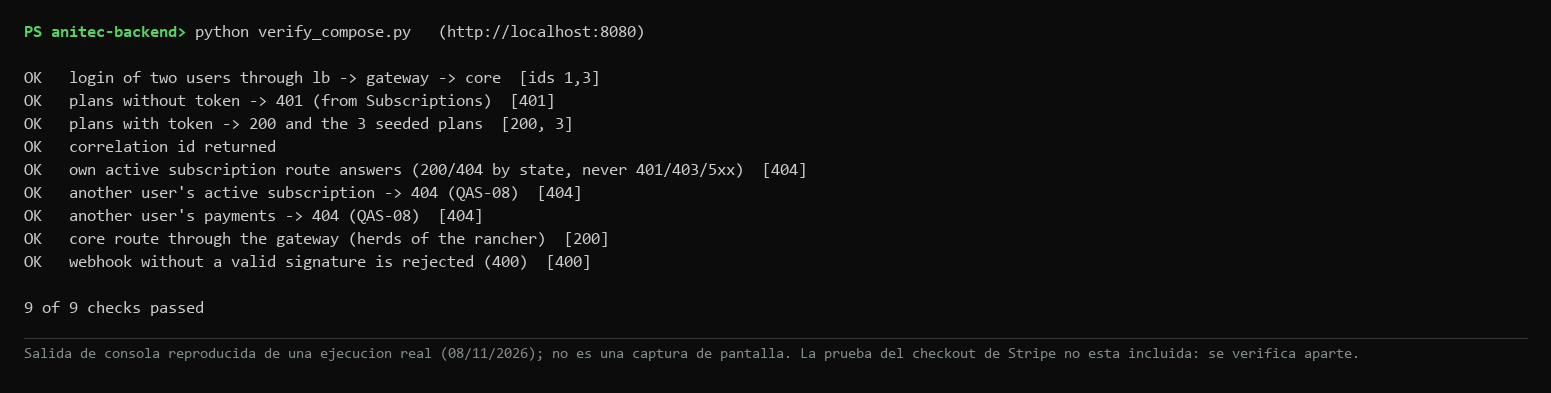 PS anitec-backend> python verify_compose.py   (http://localhost:8080)
OK   login of two users through lb -> gateway -> core  [ids 1,3]
OK   plans without token -> 401 (from Subscriptions)  [401]
OK   plans with token -> 200 and the 3 seeded plans  [200, 3]
OK   correlation id returned
OK   own active subscription route answers (200/404 by state, never 401/403/5xx)  [404]
OK   another user's active subscription -> 404 (QAS-08)  [404]
OK   another user's payments -> 404 (QAS-08)  [404]
OK   core route through the gateway (herds of the rancher)  [200]
OK   webhook without a valid signature is rejected (400)  [400]
9 of 9 checks passed
Salida de consola reproducida de una ejecucion real (08/11/2026); no es una captura de pantalla. La prueba del checkout de Stripe no esta incluida: se verifica aparte.